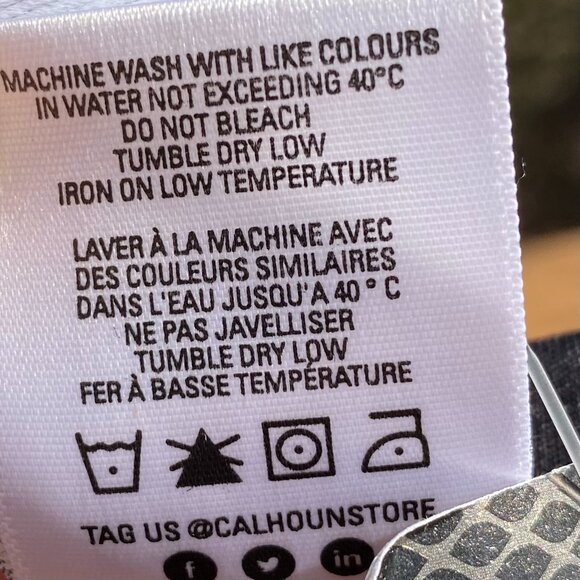 MACHINE WASH WITH LIKE COLOURS
IN WATER NOT EXCEEDING 40°C
DO NOT BLEACH
TUMBLE DRY LOW
IRON ON LOW TEMPERATURE
LAVER À LA MACHINE AVEC
DES COULEURS SIMILAIRES
DANS L'EAU JUSQU'A 40 ° C
NE PAS JAVELLISER
TUMBLE DRY LOW
FER À BASSE TEMPÉRATURE
TAG US @CALHOUNSTORE
f in